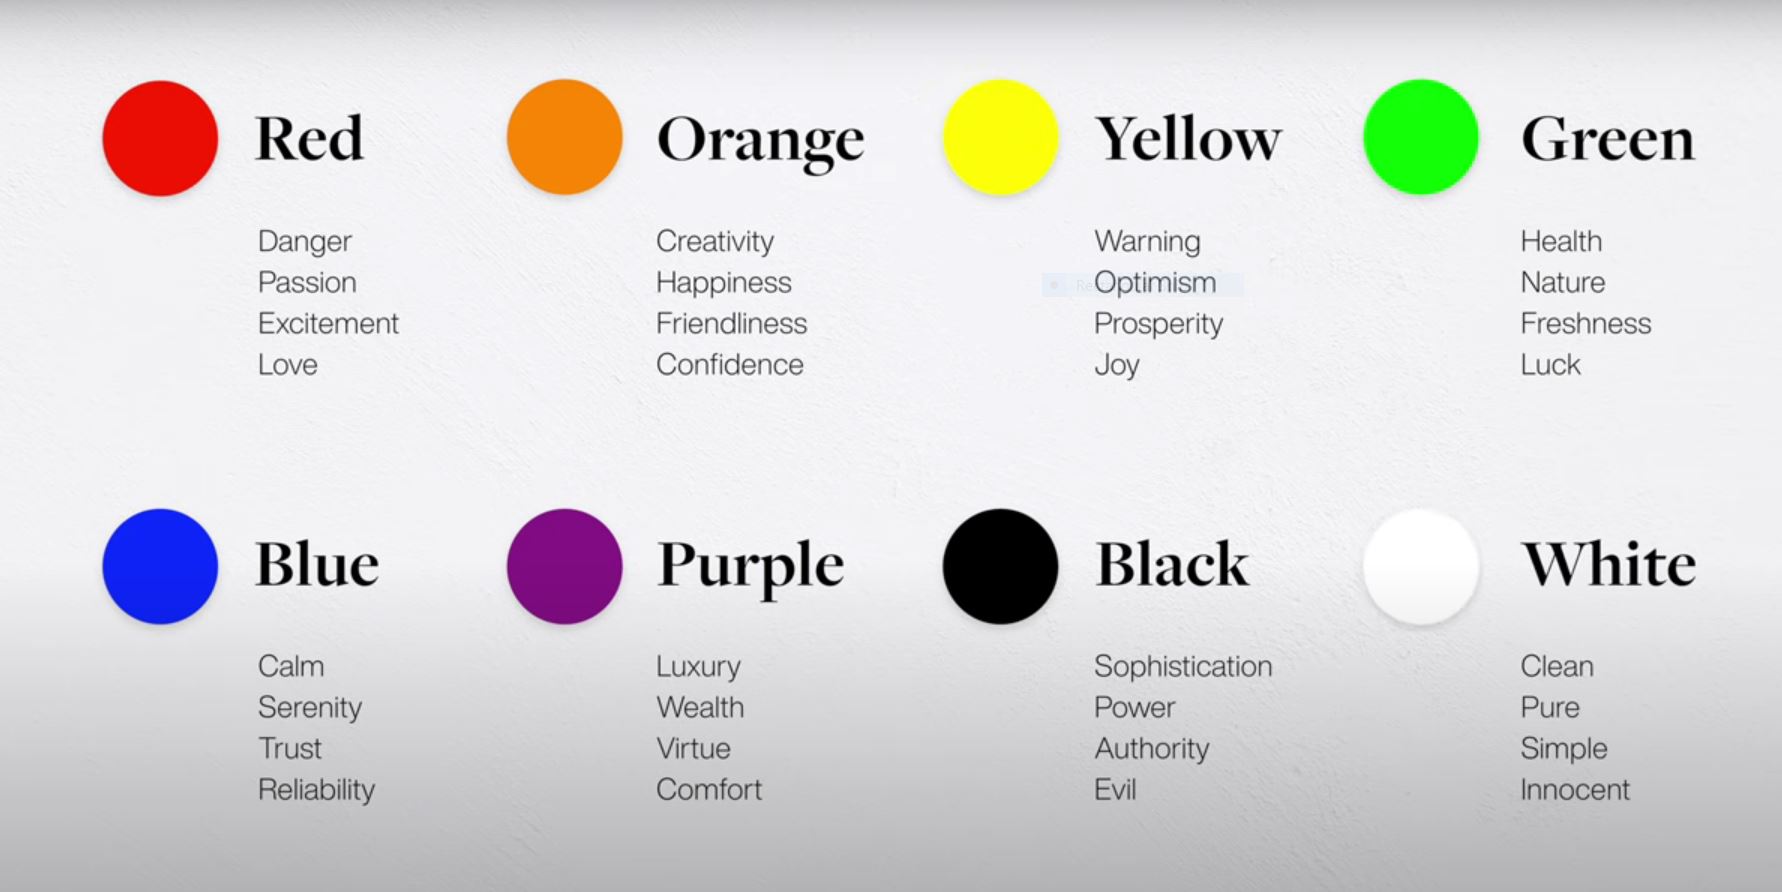 Red
Danger
Passion
Excitement
Love
Orange
Creativity
Happiness
Friendliness
Confidence
Yellow
Warning
Optimism
Prosperity
Joy
Green
Health
Nature
Freshness
Luck
Blue
Calm
Serenity
Trust
Reliability
Purple
Luxury
Wealth
Virtue
Comfort
Black
Sophistication
Power
Authority
Evil
White
Clean
Pure
Simple
Innocent